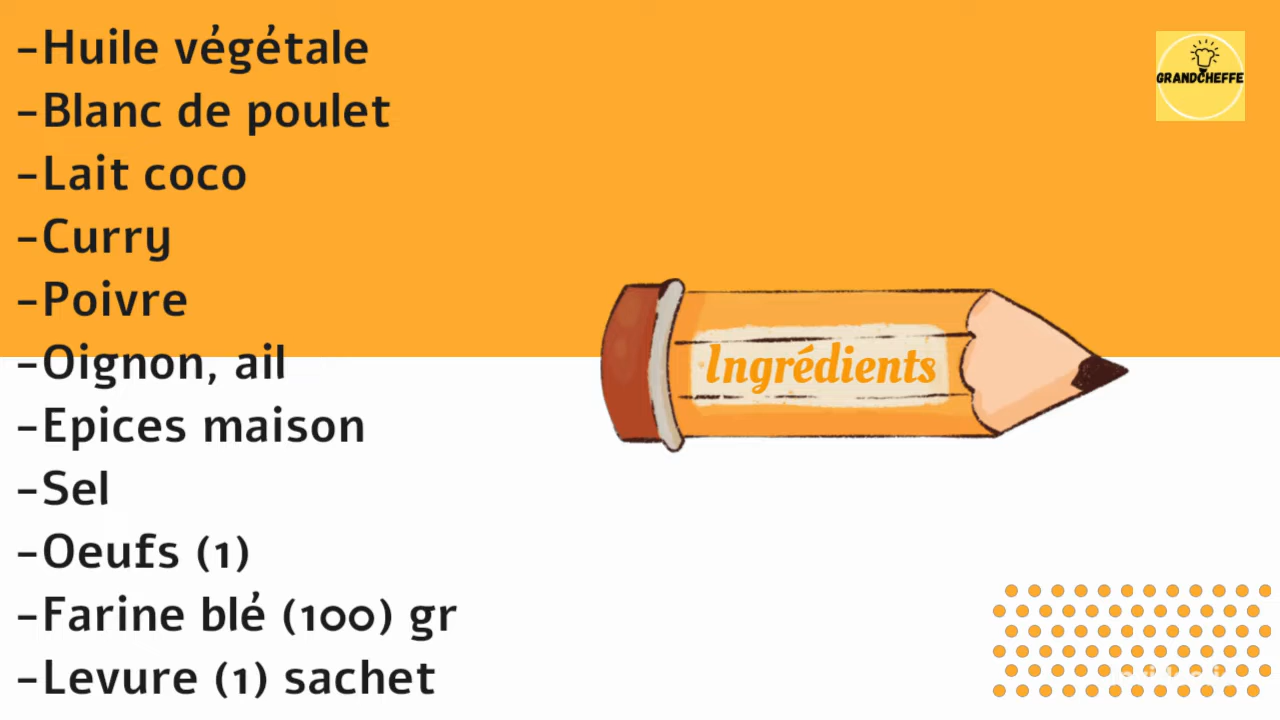 -Huile végétale
-Blanc de poulet
-Lait coco
-Curry
-Poivre
-Oignon, ail
-Epices maison
-Sel
-Oeufs (1)
-Farine blé (100) gr
-Levure (1) sachet
Ingrédients
GRANDCHEFFE